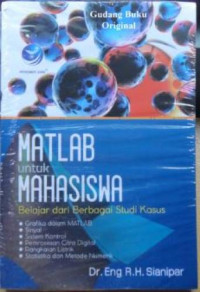 Gudang Buku
Original
MATLAB
untuk
MAHASISWA
Belajar dari Berbagai Studi Kasus
• Grafika dalam MATLAB
• Sinyal
• Sistem Kontrol
• Pemrosesan Citra Digital
• Rangkaian Listrik
• Statistika dan Metode Numerik
Dr. Eng R.H. Sianipar